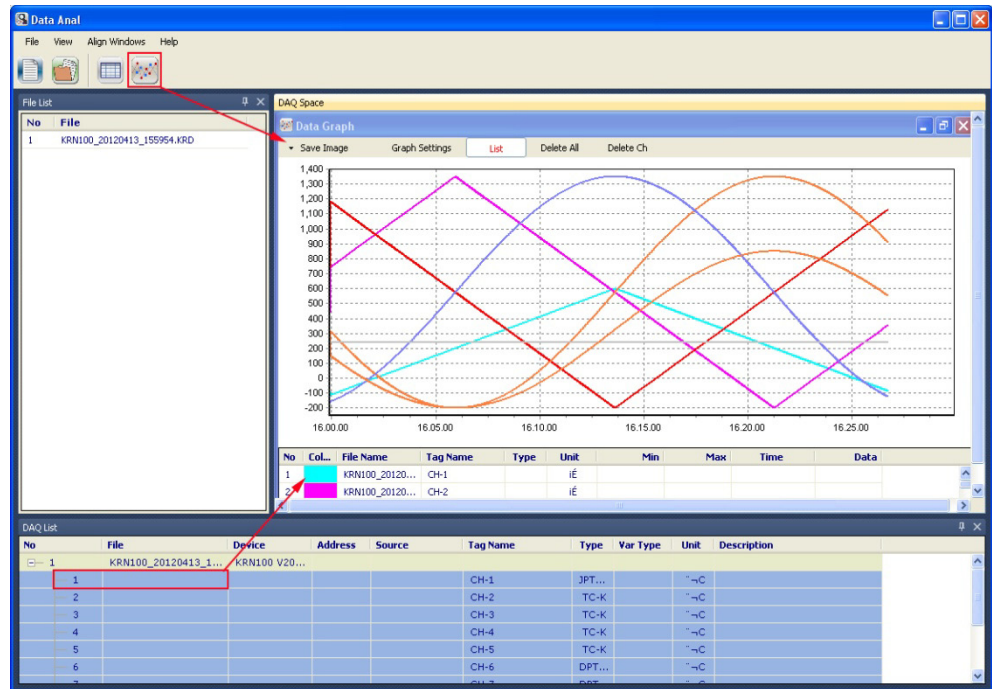 Data Anal
File View Align Windows Help
File List
No File
1 KRN100_20120413_155954.KRD
DAQ Space
Data Graph
Save Image Graph Settings List Delete All Delete Ch
1,400
1,300
1,200
1,100
1,000
900
800
700
600
500
400
300
200
100
0
-100
-200
16.00.00 16.05.00 16.10.00 16.15.00 16.20.00 16.25.00
No Col... File Name Tag Name Type Unit Min Max Time Data
1 KRN100_20120... CH-1 iÉ
2 KRN100_20120... CH-2 iÉ
DAQ List
No File Device Address Source Tag Name Type Var Type Unit Description
1 KRN100_20120413_1... KRN100 V20...
1 CH-1 JPT... ¨¬C
2 CH-2 TC-K ¨¬C
3 CH-3 TC-K ¨¬C
4 CH-4 TC-K ¨¬C
5 CH-5 TC-K ¨¬C
6 CH-6 DPT... ¨¬C